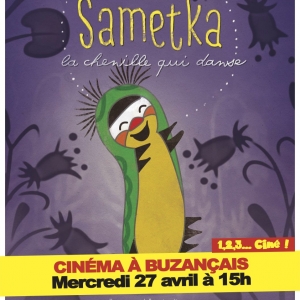 Sametka
la chenille qui danse
1,2,3... Ciné !
CINÉMA À BUZANÇAIS
Mercredi 27 avril à 15h